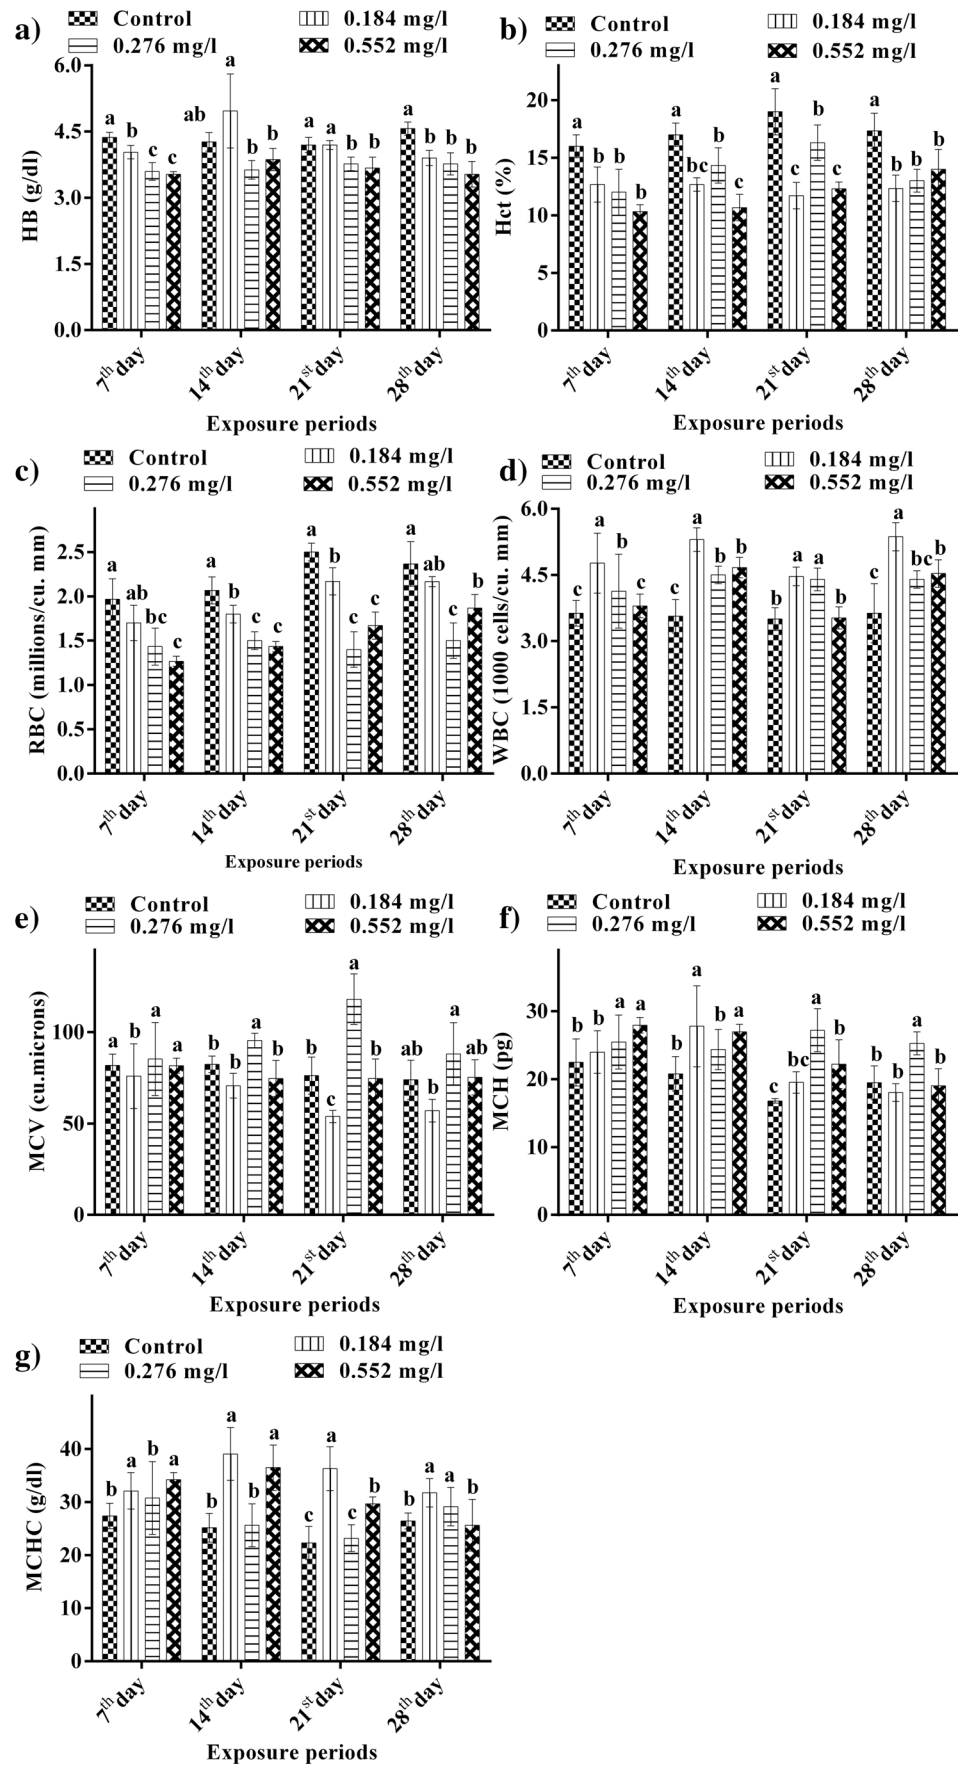 a)
Control
0.184 mg/l
0.276 mg/l
0.552 mg/l
HB (g/dl)
6.0
4.5
3.0
1.5
0.0
a b c c
ab a b b
a a b b
a b b b
7th day
14th day
21st day
28th day
Exposure periods
b)
Control
0.184 mg/l
0.276 mg/l
0.552 mg/l
Hct (%)
20
15
10
5
0
a b b b
a bc b c
a c b c
a b b b
7th day
14th day
21st day
28th day
Exposure periods
c)
Control
0.184 mg/l
0.276 mg/l
0.552 mg/l
RBC (millions/cu. mm)
2.5
2.0
1.5
1.0
0.5
0.0
a ab bc c
a b c c
a b c c
a ab c b
7th day
14th day
21st day
28th day
Exposure periods
d)
Control
0.184 mg/l
0.276 mg/l
0.552 mg/l
WBC (1000 cells/cu. mm)
6.0
4.5
3.0
1.5
0.0
c a b c
c a b b
b a a b
c a bc b
7th day
14th day
21st day
28th day
Exposure periods
e)
Control
0.184 mg/l
0.276 mg/l
0.552 mg/l
MCV (cu.microns)
100
50
0
a b a a
b b a b
b c a b
ab b a ab
7th day
14th day
21st day
28th day
Exposure periods
f)
Control
0.184 mg/l
0.276 mg/l
0.552 mg/l
MCH (pg)
30
20
10
0
b b a a
b a b a
c bc a b
b b a b
7th day
14th day
21st day
28th day
Exposure periods
g)
Control
0.184 mg/l
0.276 mg/l
0.552 mg/l
MCHC (g/dl)
40
30
20
10
0
b a b a
b a b a
c a c b
b a a b
7th day
14th day
21st day
28th day
Exposure periods